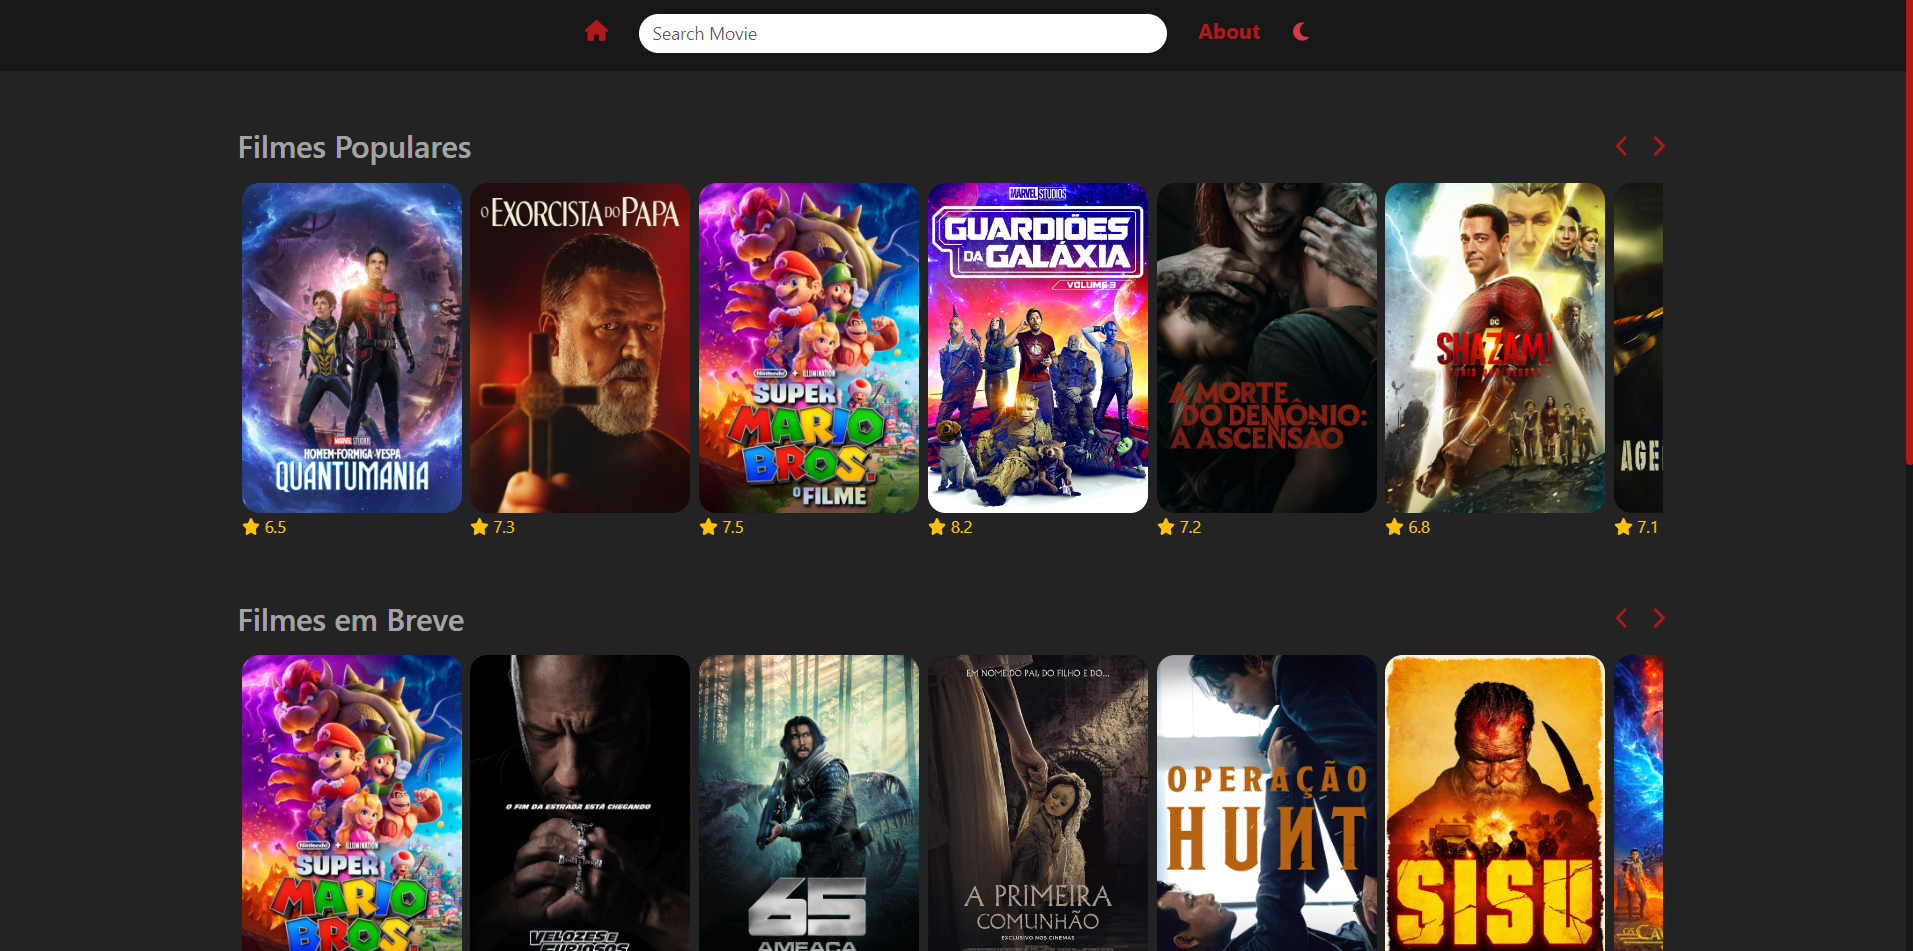 Search Movie
About
Filmes Populares
MARVEL STUDIOS
HOMEM-FORMIGA E VESPA
QUANTUMANIA
O EXORCISTA DO PAPA
Nintendo + ILLUMINATION
SUPER
MARIO
BROS.
O FILME
MARVEL STUDIOS
GUARDIÕES
DA GALÁXIA
VOLUME 3
A MORTE
DO DEMÔNIO:
A ASCENSÃO
DC
SHAZAM!
AGE
6.5
7.3
7.5
8.2
7.2
6.8
7.1
Filmes em Breve
Nintendo + ILLUMINATION
SUPER
MARIO
BROS.
O FIM DA ESTRADA ESTÁ CHEGANDO
VELOZES E
FURIOSOS
65
AMEAÇA
EM NOME DO PAI, DO FILHO E DO...
A PRIMEIRA
COMUNHÃO
EXCLUSIVO NOS CINEMAS
OPERAÇÃO
HUNT
SISU
OS CA